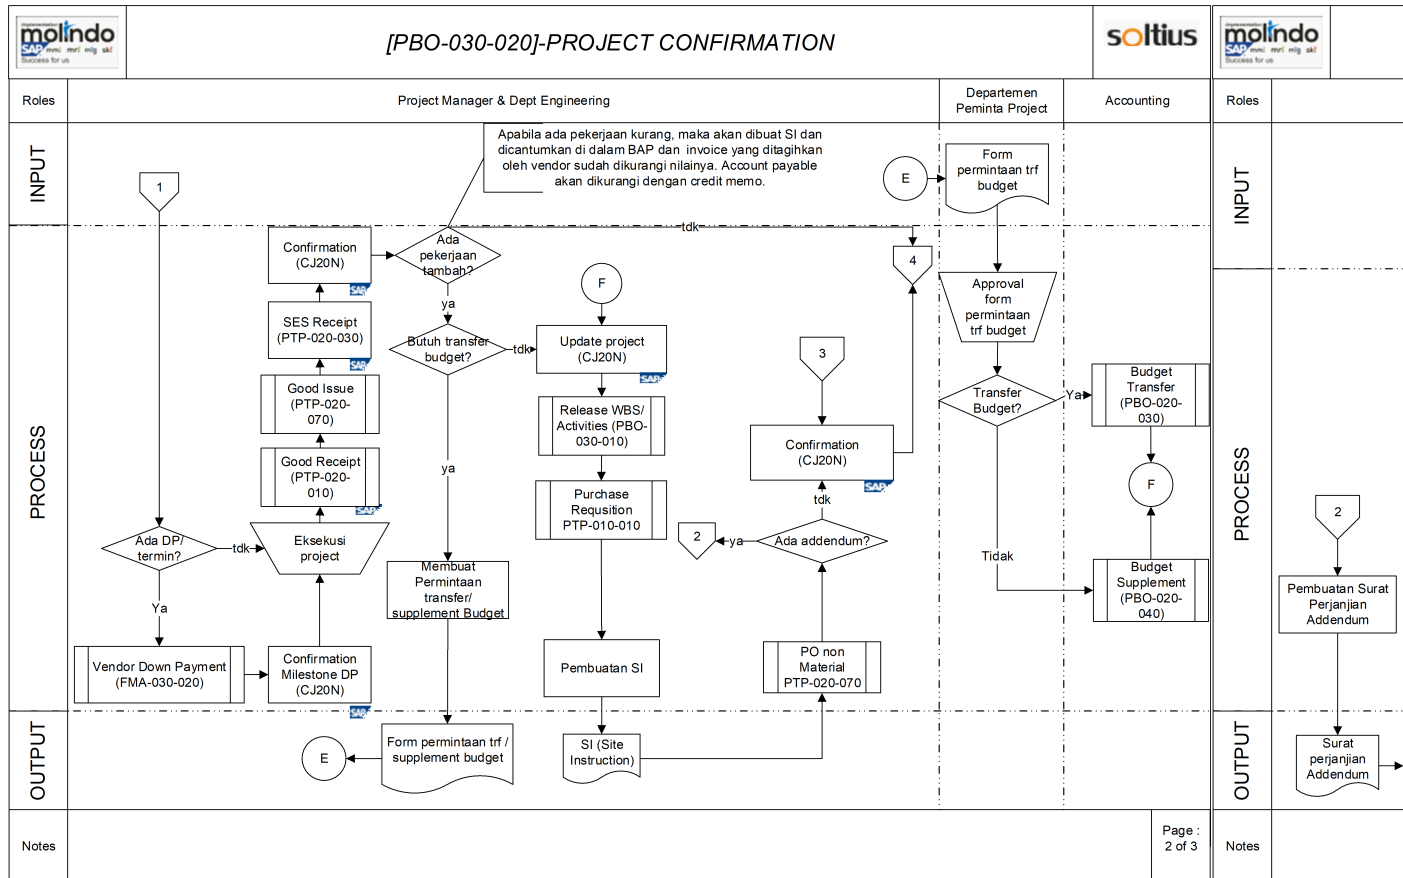 implementation
molindo
SAP mmi mri mlg skf
Success for us
[PBO-030-020]-PROJECT CONFIRMATION
soltius
implementation
molindo
SAP mmi mri mlg skf
Success for us
Roles
Project Manager & Dept Engineering
Departemen
Peminta Project
Accounting
Roles
INPUT
1
Apabila ada pekerjaan kurang, maka akan dibuat SI dan
dicantumkan di dalam BAP dan invoice yang ditagihkan
oleh vendor sudah dikurangi nilainya. Account payable
akan dikurangi dengan credit memo.
E
Form
permintaan trf
budget
INPUT
PROCESS
Confirmation
(CJ20N)
SAP
Ada
pekerjaan
tambah?
tdk
4
ya
F
SES Receipt
(PTP-020-030)
SAP
Butuh transfer
budget?
tdk
Update project
(CJ20N)
SAP
3
Approval
form
permintaan
trf budget
Good Issue
(PTP-020-
070)
Release WBS/
Activities (PBO-
030-010)
Transfer
Budget?
Ya
Budget
Transfer
(PBO-020-
030)
Good Receipt
(PTP-020-
010)
SAP
ya
Purchase
Requsition
PTP-010-010
Confirmation
(CJ20N)
SAP
tdk
F
PROCESS
2
Ada DP/
termin?
tdk
Eksekusi
project
2
ya
Ada addendum?
Tidak
Membuat
Permintaan
transfer/
supplement Budget
Budget
Supplement
(PBO-020-
040)
Pembuatan Surat
Perjanjian
Addendum
Ya
Vendor Down Payment
(FMA-030-020)
Confirmation
Milestone DP
(CJ20N)
SAP
Pembuatan SI
PO non
Material
PTP-020-070
OUTPUT
E
Form permintaan trf /
supplement budget
SI (Site
Instruction)
OUTPUT
Surat
perjanjian
Addendum
Notes
Page :
2 of 3
Notes